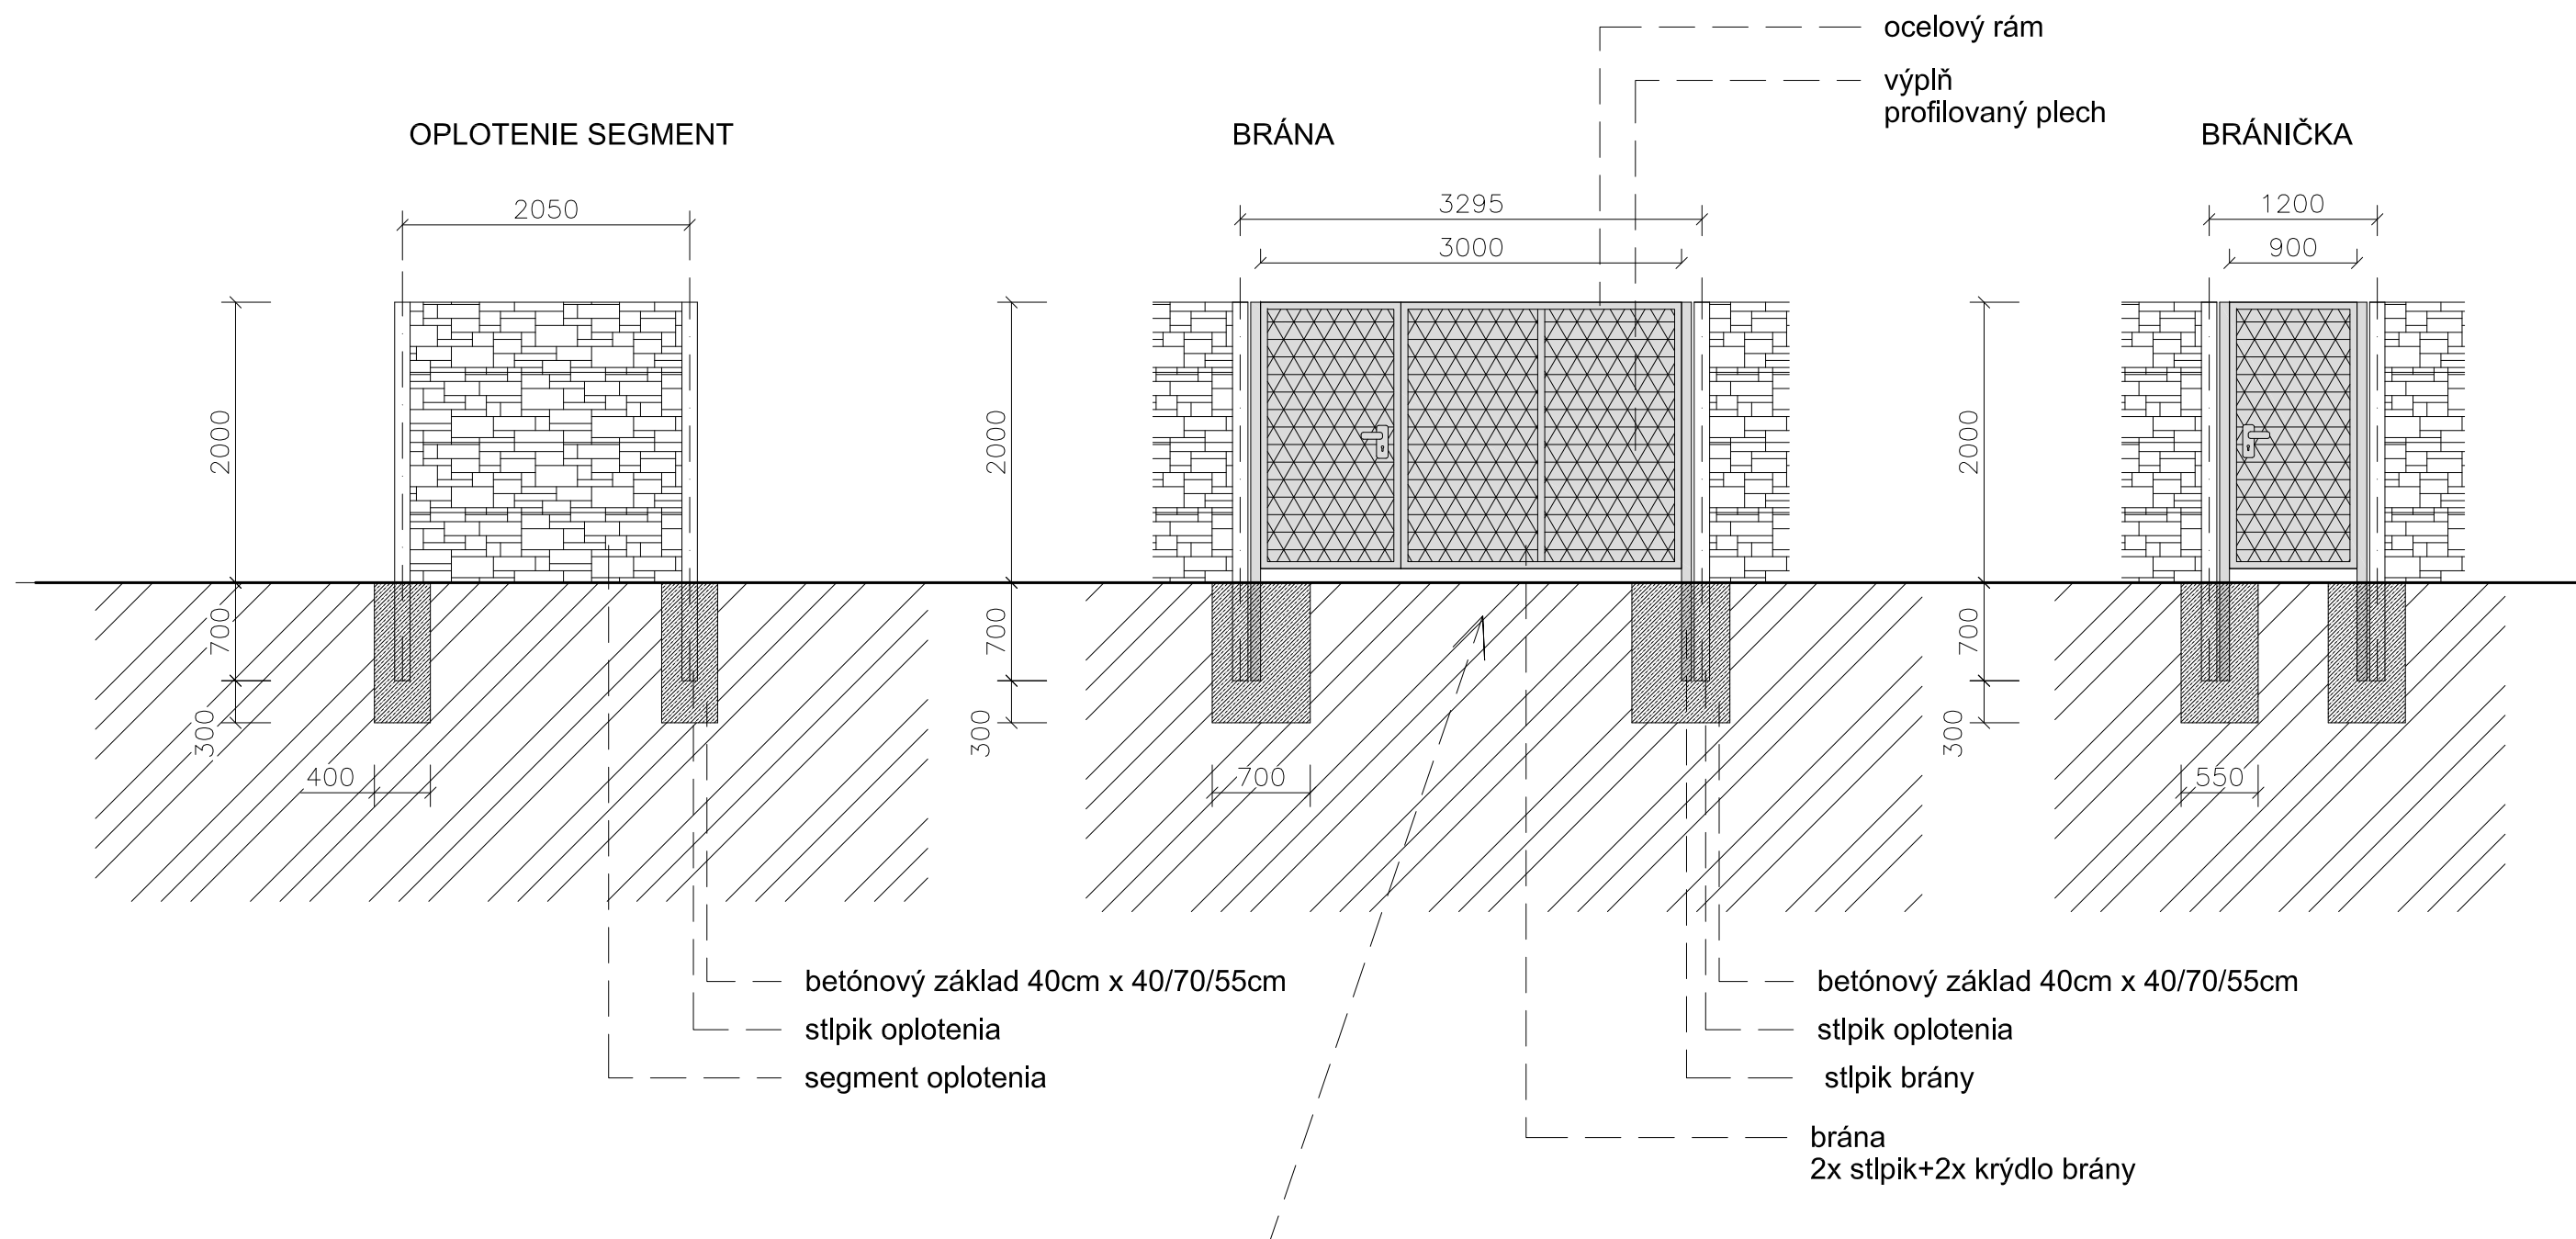 ocelový rám
výplň
profilovaný plech
OPLOTENIE SEGMENT
BRÁNA
BRÁNIČKA
2050
3295
1200
3000
900
2000
2000
2000
700
700
700
300
300
300
400
700
550
betónový základ 40cm x 40/70/55cm
stlpik oplotenia
segment oplotenia
betónový základ 40cm x 40/70/55cm
stlpik oplotenia
stlpik brány
brána
2x stlpik+2x krýdlo brány